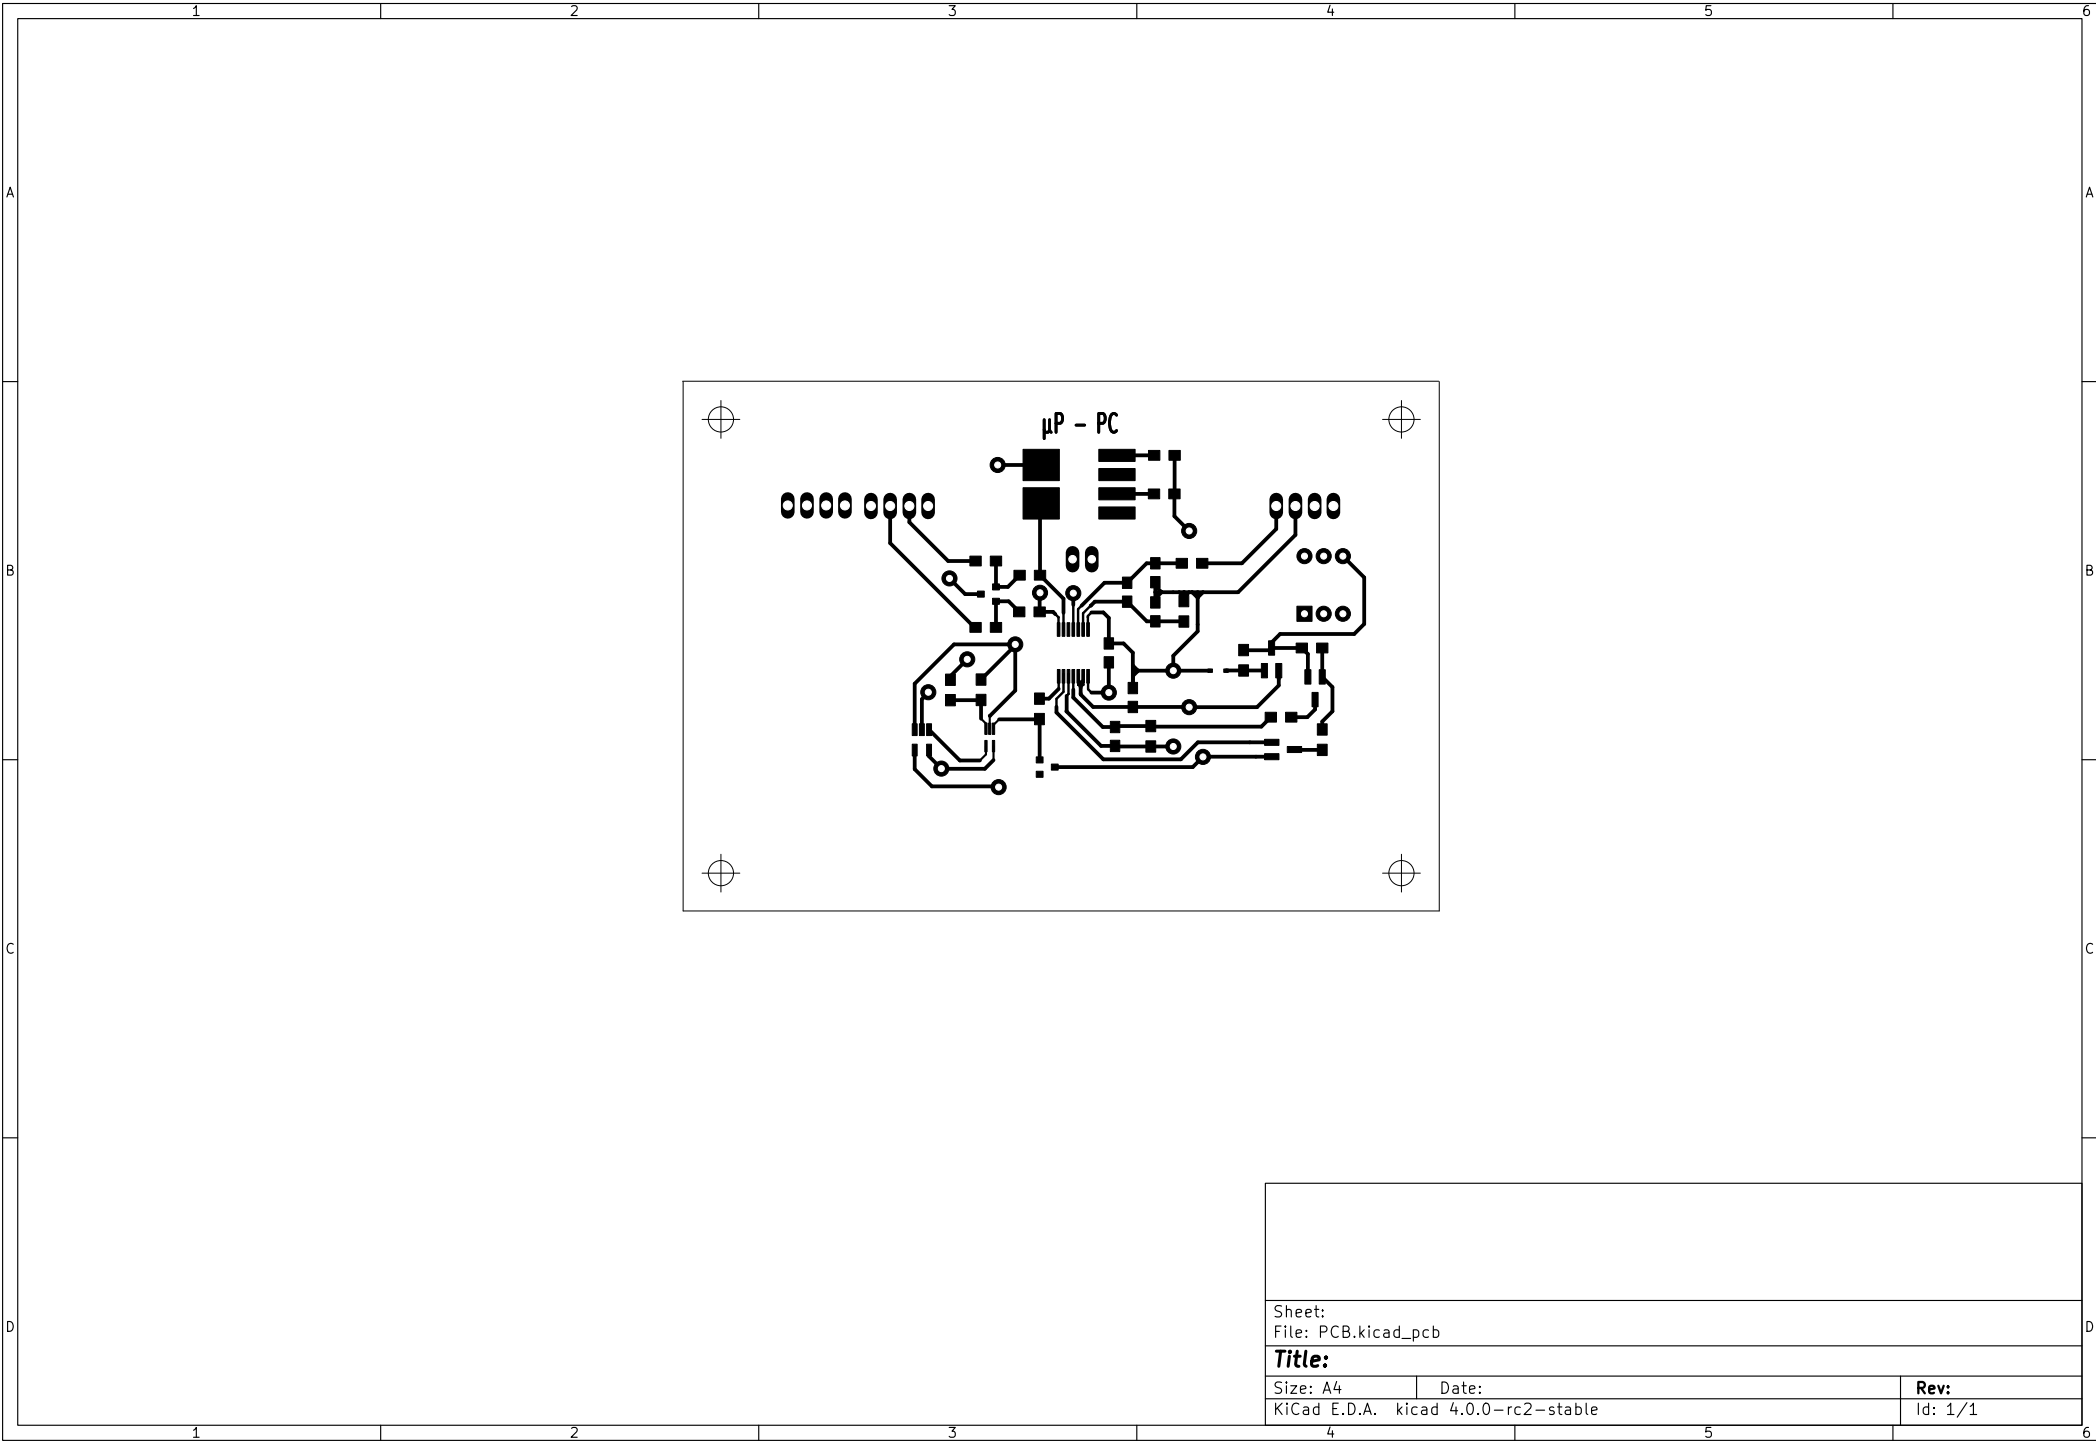 1 2 3 4 5 6
A A
µP - PC
B B
C C
Sheet:
File: PCB.kicad_pcb
D D
Title:
Size: A4 Date: Rev:
KiCad E.D.A. kicad 4.0.0-rc2-stable Id: 1/1
1 2 3 4 5 6